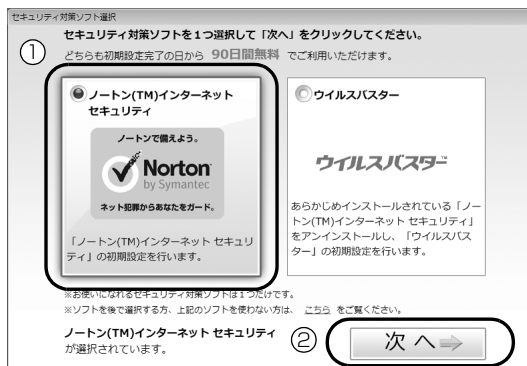 セキュリティ対策ソフト選択
セキュリティ対策ソフトを1つ選択して「次へ」をクリックしてください。
① どちらも初期設定完了の日から 90日間無料 でご利用いただけます。
ノートン(TM)インターネット
セキュリティ
ノートンで備えよう。
Norton
by Symantec
ネット犯罪からあなたをガード。
「ノートン(TM)インターネット セキュリ
ティ」の初期設定を行います。
ウイルスバスター
ウイルスバスター™
あらかじめインストールされている「ノー
トン(TM)インターネット セキュリティ」
をアンインストールし、「ウイルスバス
ター」の初期設定を行います。
※お使いになれるセキュリティ対策ソフトは1つだけです。
※ソフトを後で選択する方、上記のソフトを使わない方は、 こちら をご覧ください。
ノートン(TM)インターネット セキュリティ
が選択されています。
② 次 へ